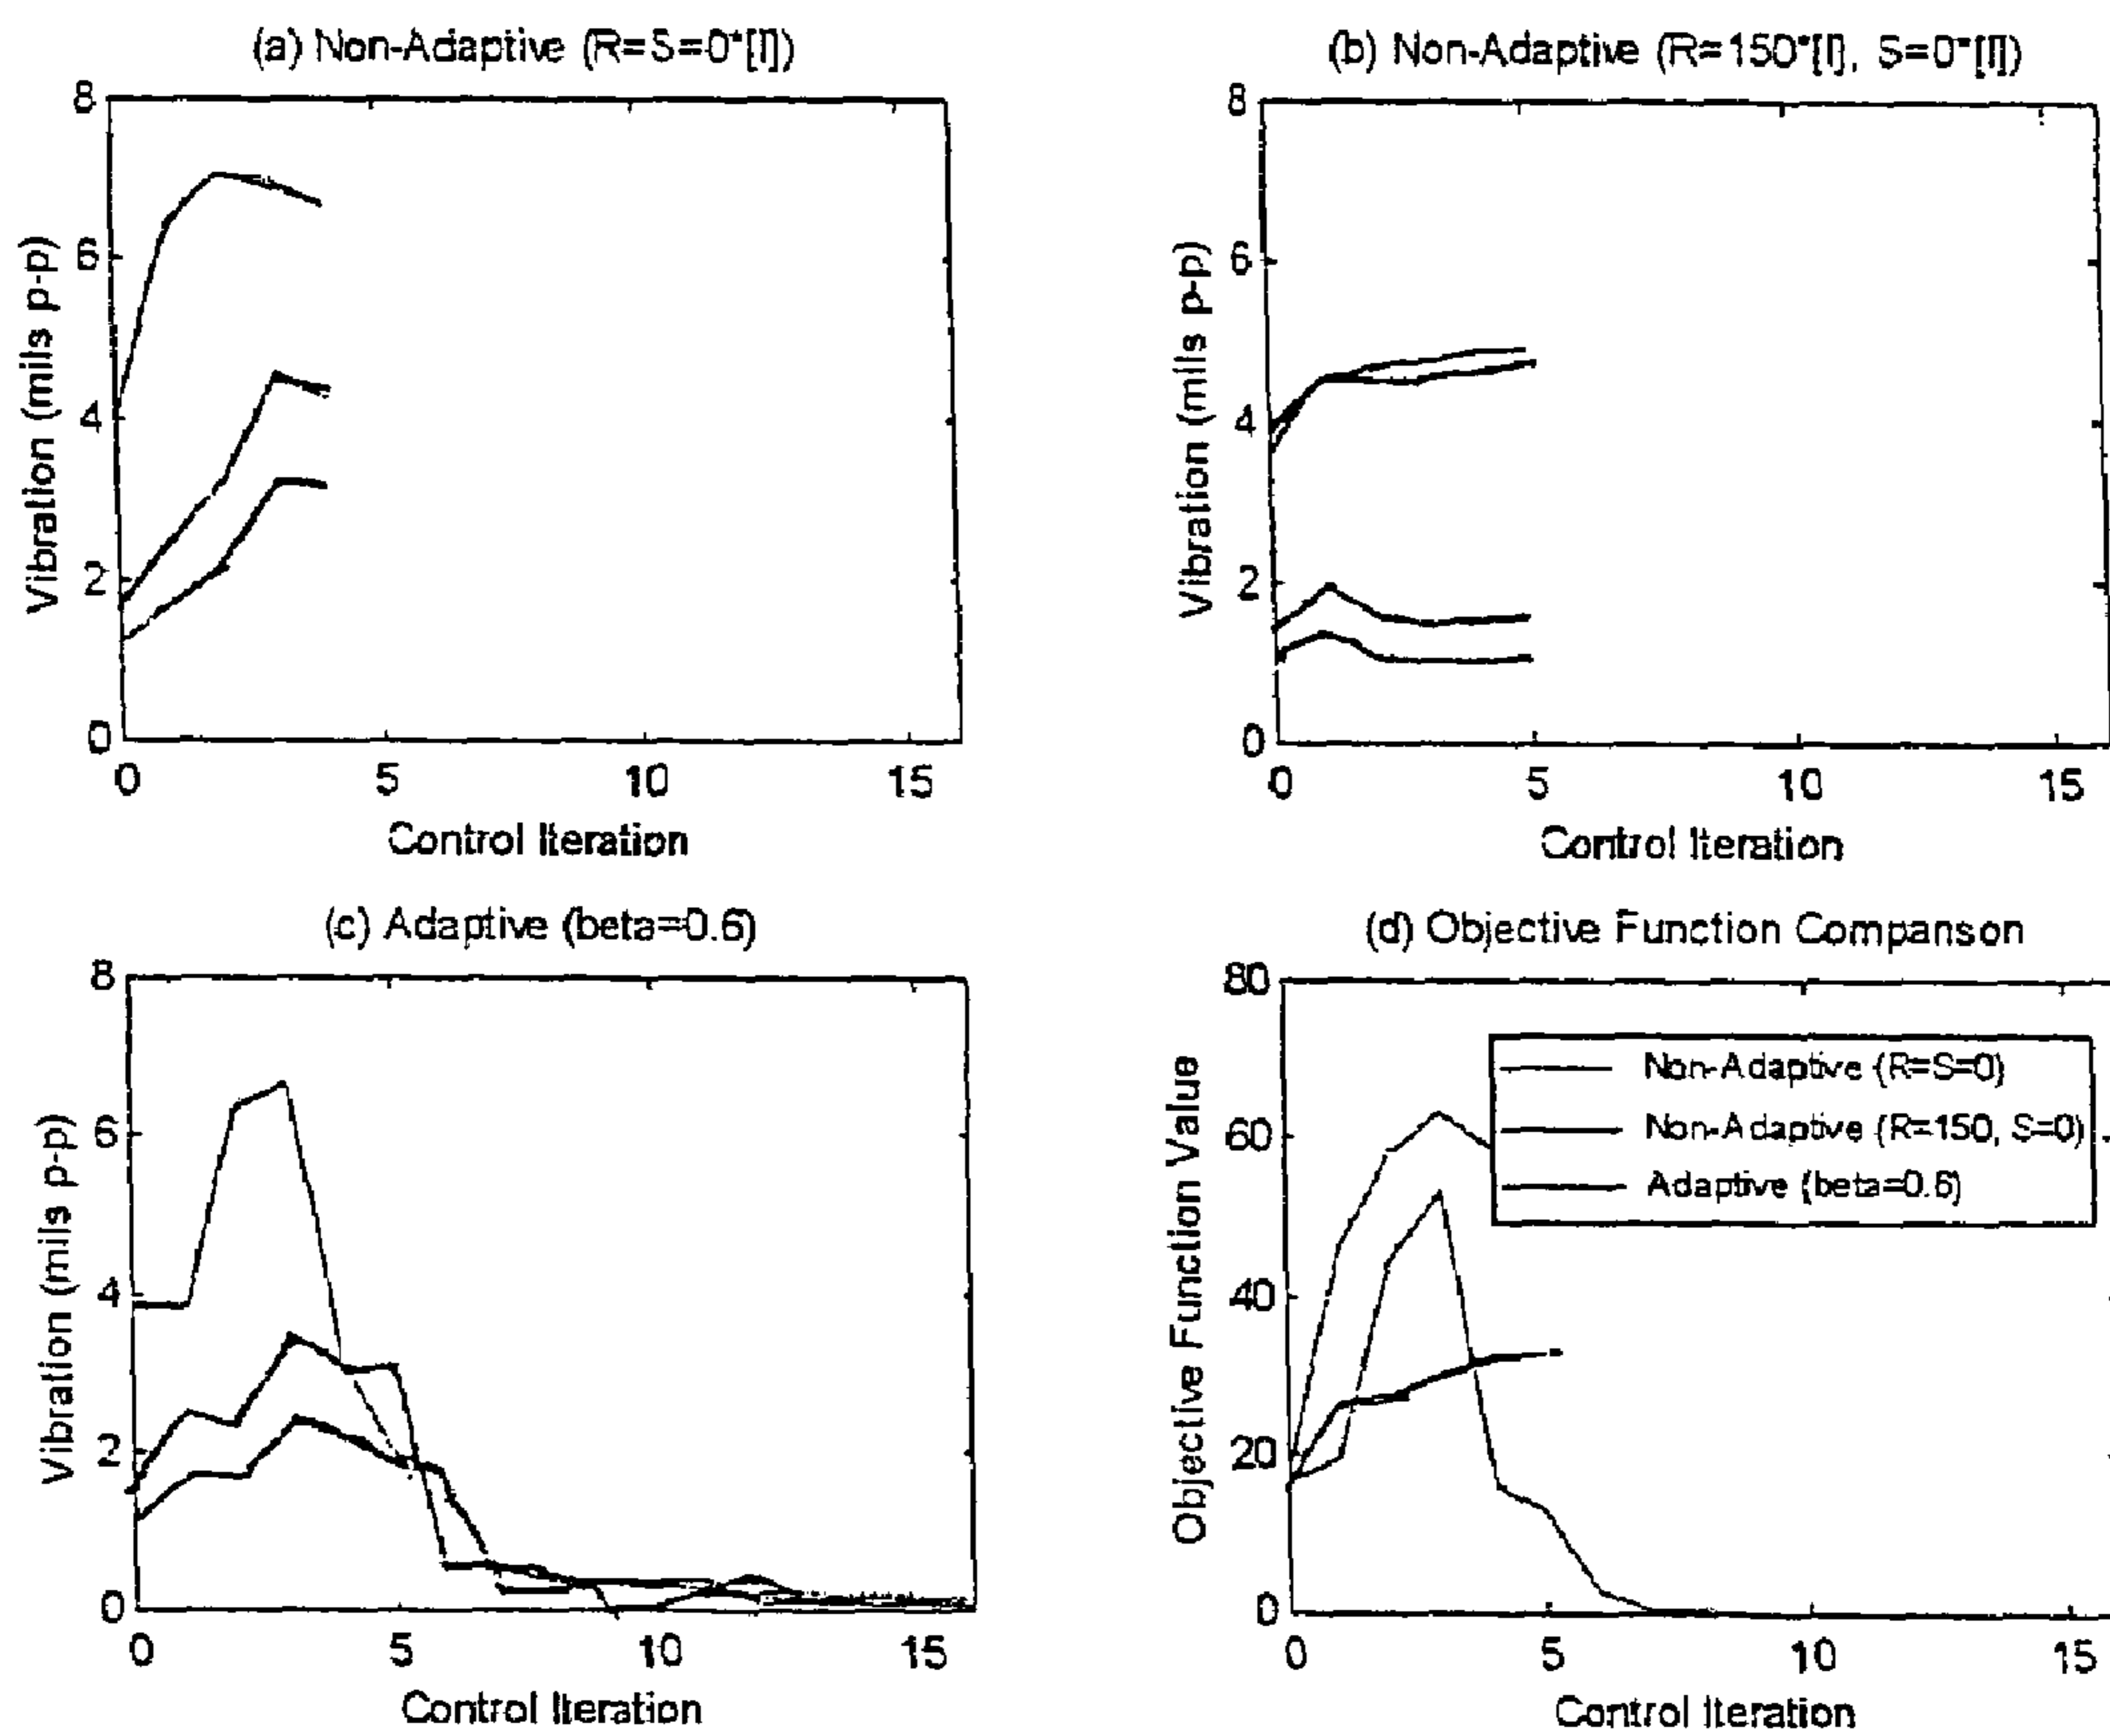 (a) Non-Adaptive (R=S=0*[I])
8
6
4
2
0
Vibration (mils p-p)
0 5 10 15
Control Iteration
(b) Non-Adaptive (R=150*[I], S=0*[I])
8
6
4
2
0
Vibration (mils p-p)
0 5 10 15
Control Iteration
(c) Adaptive (beta=0.6)
8
6
4
2
0
Vibration (mils p-p)
0 5 10 15
Control Iteration
(d) Objective Function Companson
80
60
40
20
0
Objective Function Value
Non-Adaptive (R=S=0)
Non-Adaptive (R=150, S=0)
Adaptive (beta=0.6)
0 5 10 15
Control Iteration